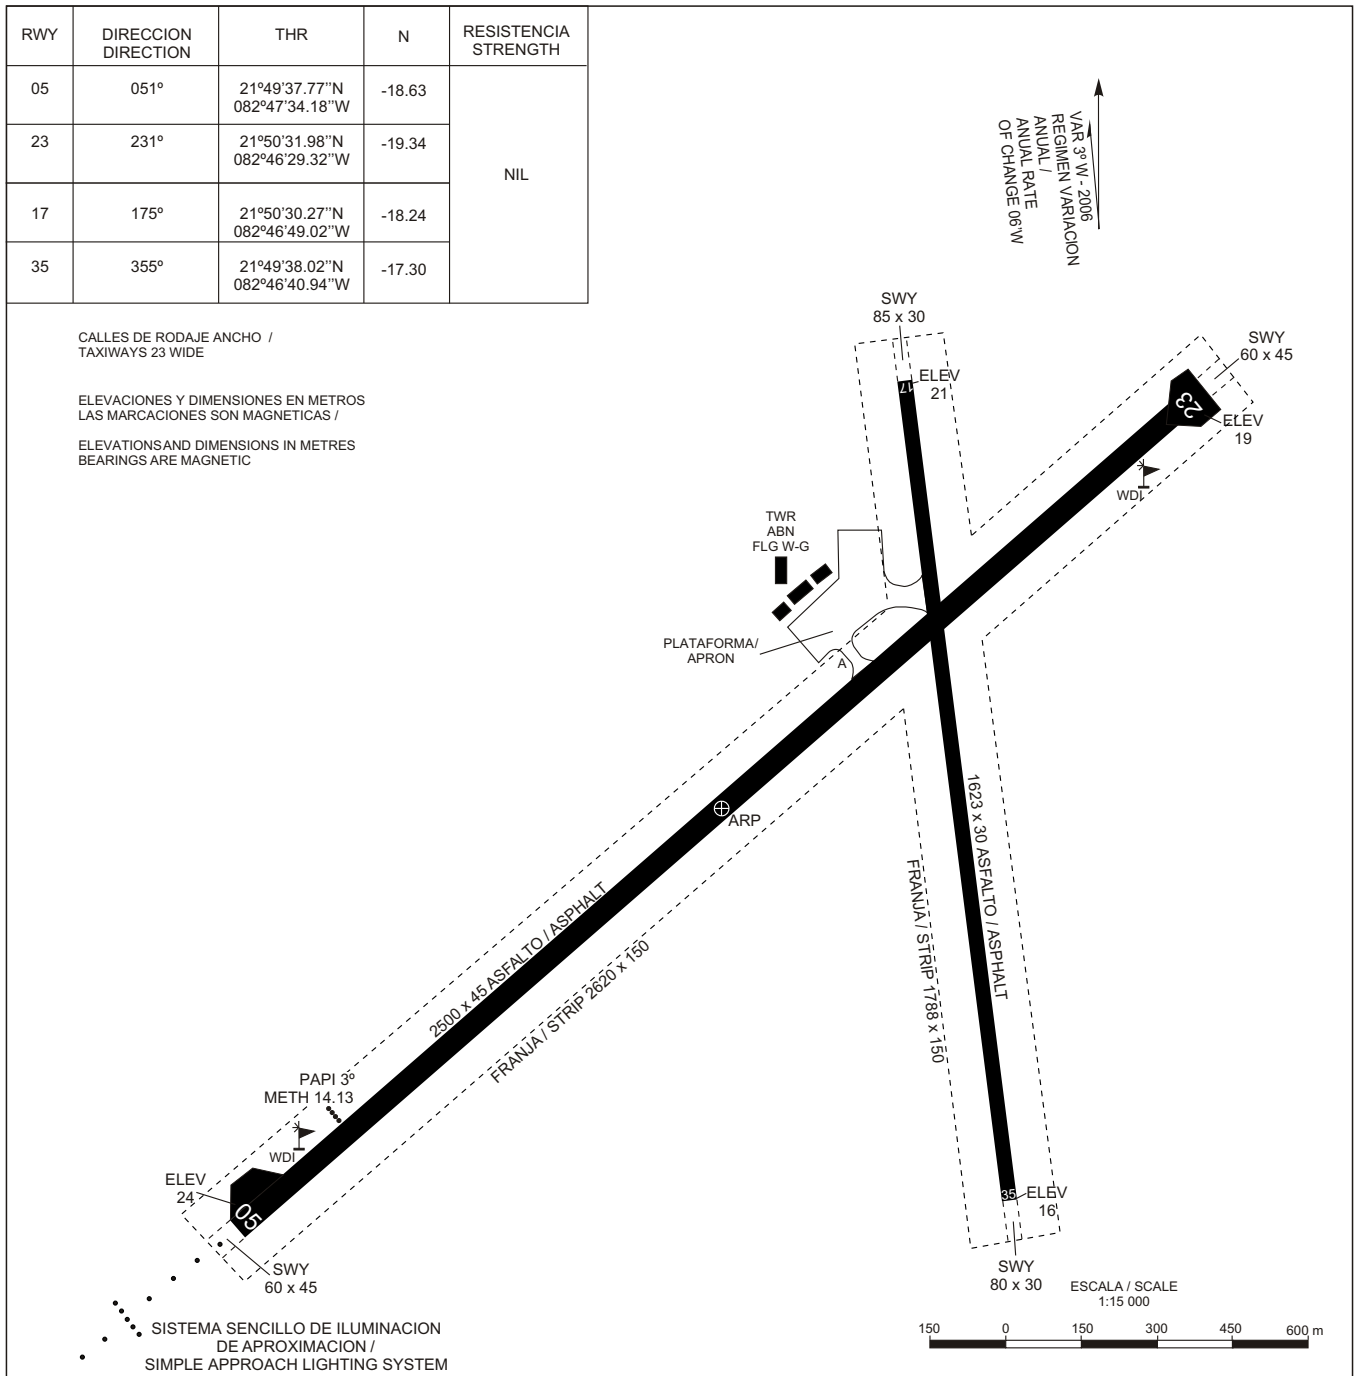 RWY
DIRECCION
DIRECTION
THR
N
RESISTENCIA
STRENGTH
05
051º
21º49'37.77"N
082º47'34.18"W
-18.63
23
231º
21º50'31.98"N
082º46'29.32"W
-19.34
NIL
17
175º
21º50'30.27"N
082º46'49.02"W
-18.24
35
355º
21º49'38.02"N
082º46'40.94"W
-17.30
CALLES DE RODAJE ANCHO /
TAXIWAYS 23 WIDE
ELEVACIONES Y DIMENSIONES EN METROS
LAS MARCACIONES SON MAGNETICAS /
ELEVATIONS AND DIMENSIONS IN METRES
BEARINGS ARE MAGNETIC
VAR 3º W - 2006
REGIMEN VARIACION
ANUAL /
ANUAL RATE
OF CHANGE 06'W
SWY
85 x 30
17
ELEV
21
SWY
60 x 45
23
ELEV
19
WDI
TWR
ABN
FLG W-G
PLATAFORMA/
APRON
A
ARP
1623 x 30 ASFALTO / ASPHALT
FRANJA / STRIP 1788 x 150
2500 x 45 ASFALTO / ASPHALT
FRANJA / STRIP 2620 x 150
PAPI 3º
METH 14.13
WDI
ELEV
24
05
SWY
60 x 45
35
ELEV
16
SWY
80 x 30
SISTEMA SENCILLO DE ILUMINACION
DE APROXIMACION /
SIMPLE APPROACH LIGHTING SYSTEM
ESCALA / SCALE
1:15 000
150 0 150 300 450 600 m